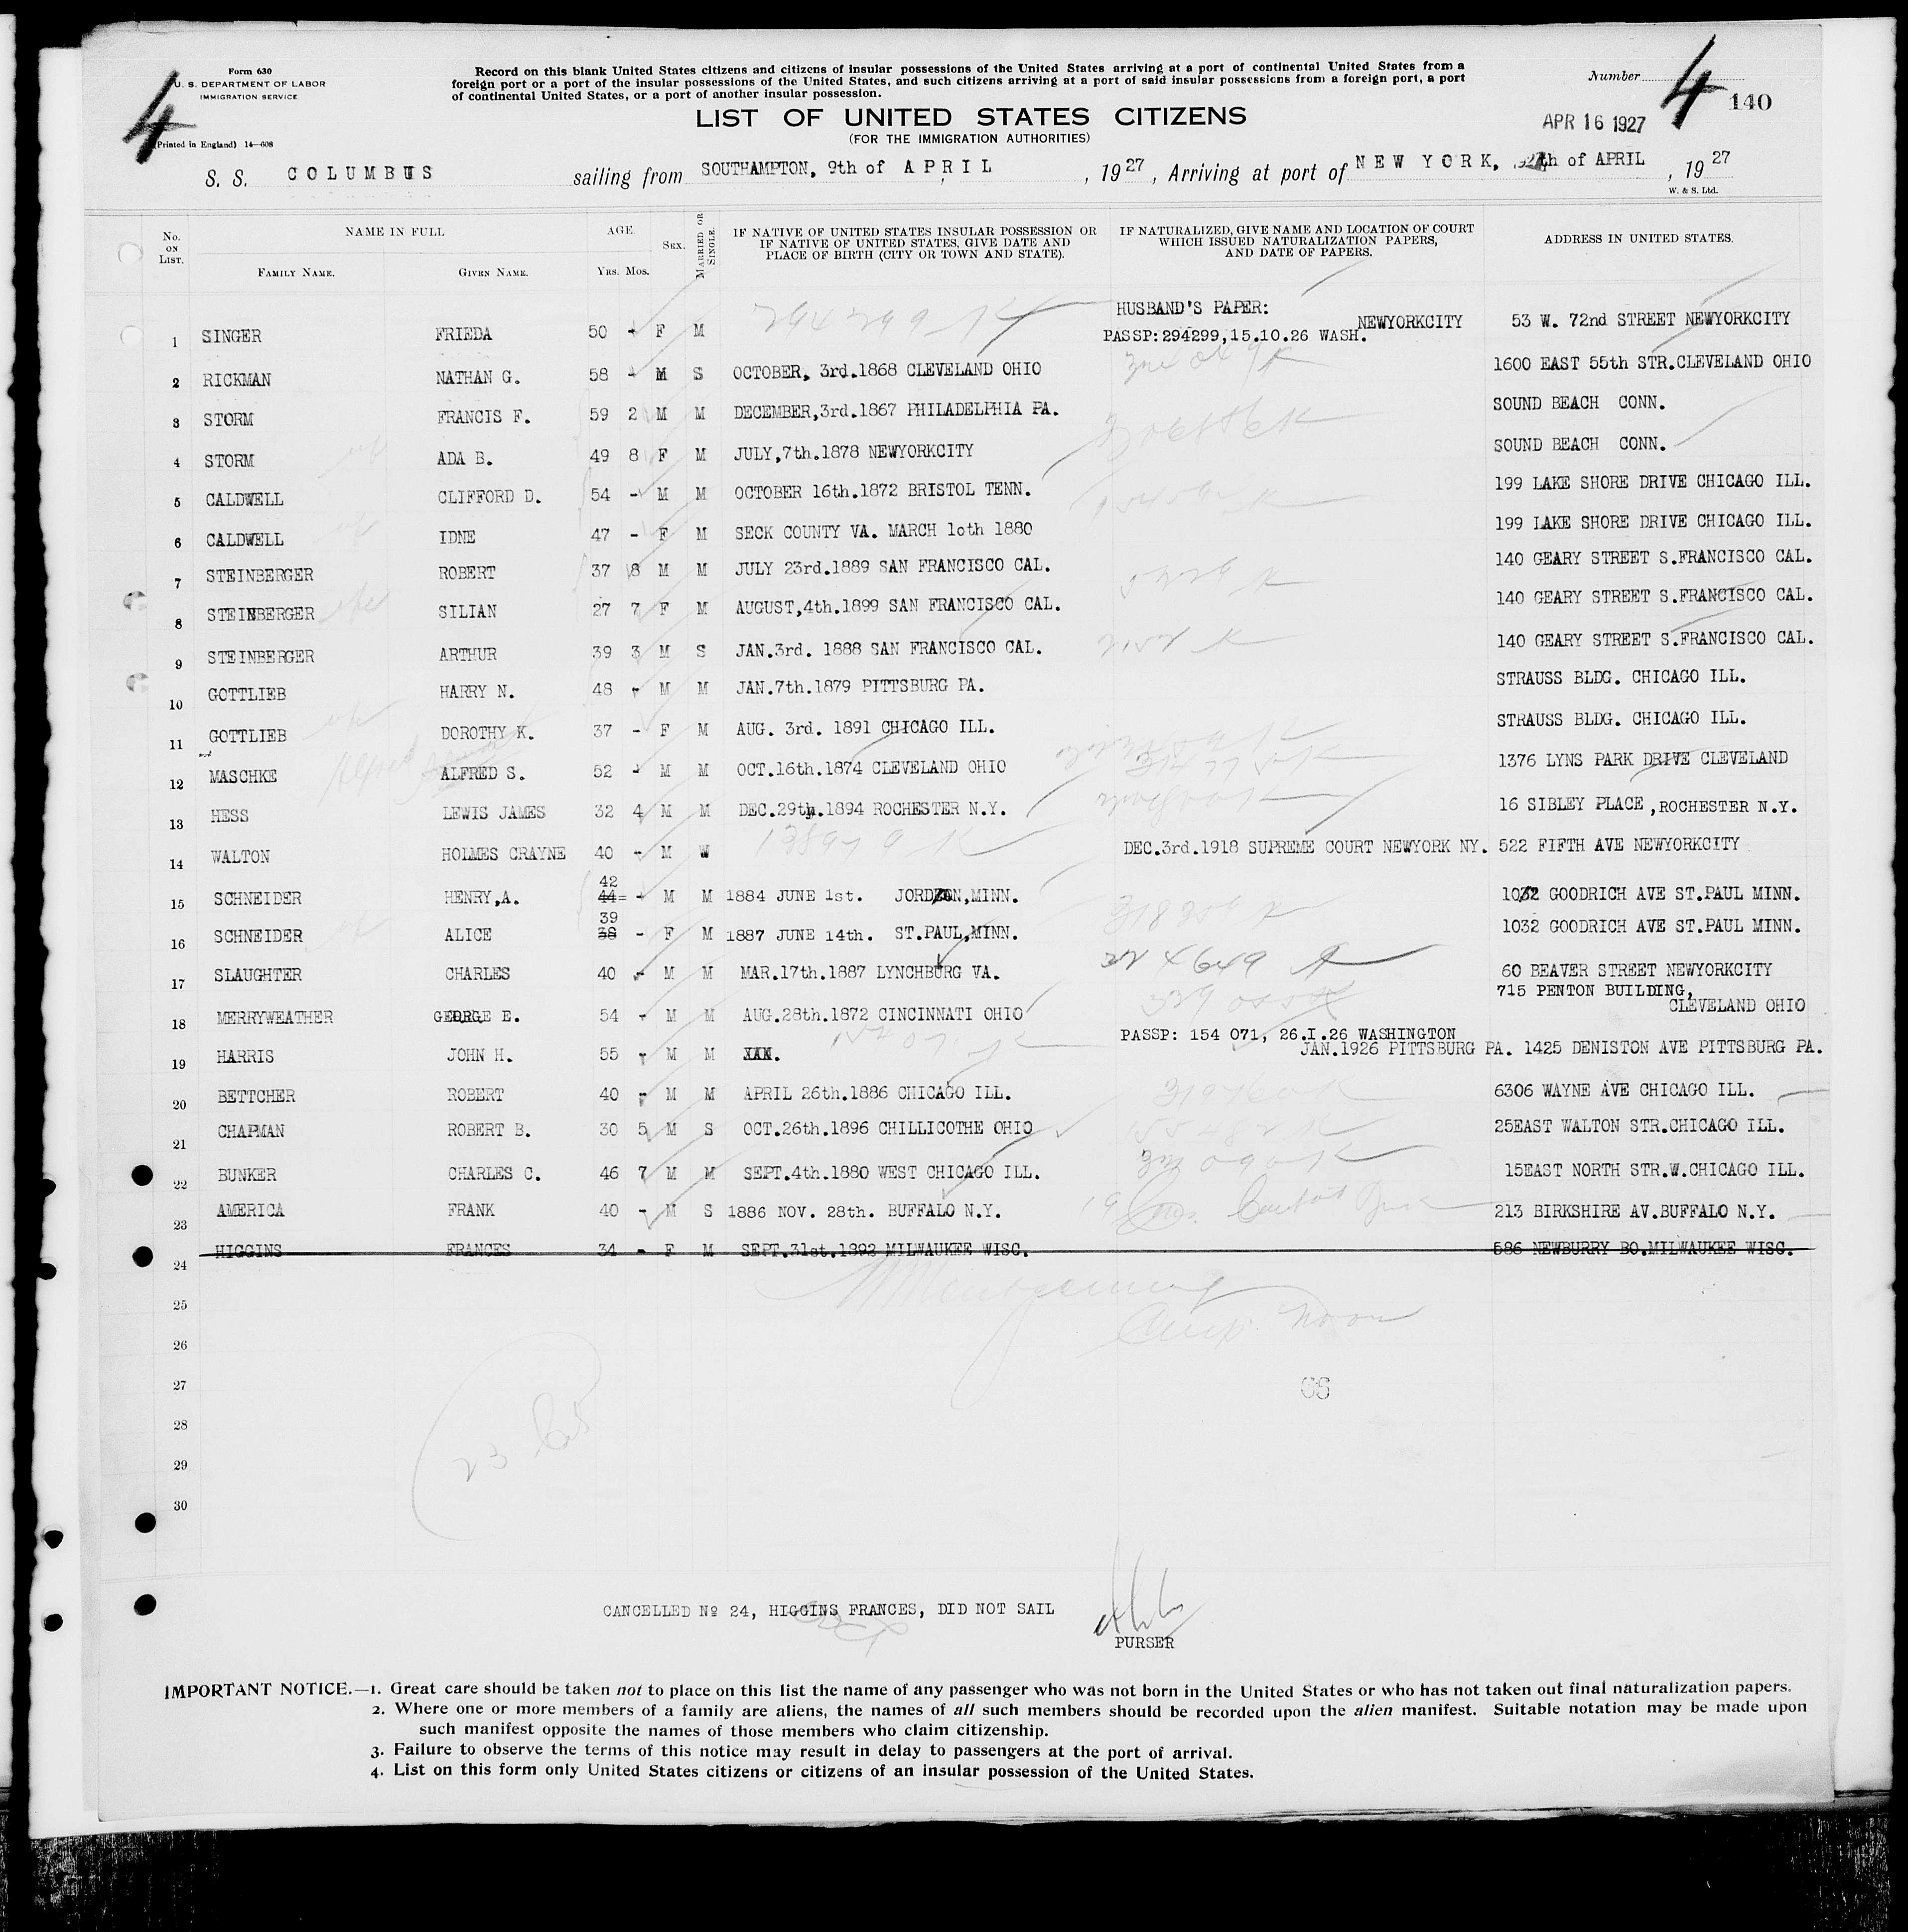 4
Form 630
U. S. DEPARTMENT OF LABOR
IMMIGRATION SERVICE
(Printed in England) 14—608
Record on this blank United States citizens and citizens of insular possessions of the United States arriving at a port of continental United States from a
foreign port or a port of the insular possessions of the United States, and such citizens arriving at a port of said insular possessions from a foreign port, a port
of continental United States, or a port of another insular possession.
Number 4 140
LIST OF UNITED STATES CITIZENS
(FOR THE IMMIGRATION AUTHORITIES)
APR 16 1927
S. S. COLUMBUS sailing from SOUTHAMPTON, 9th of APRIL, 1927, Arriving at port of NEW YORK, th of APRIL, 1927
W. & S. Ltd.
No. ON LIST. NAME IN FULL AGE. SEX. MARRIED OR SINGLE. IF NATIVE OF UNITED STATES INSULAR POSSESSION OR IF NATIVE OF UNITED STATES, GIVE DATE AND PLACE OF BIRTH (CITY OR TOWN AND STATE). IF NATURALIZED, GIVE NAME AND LOCATION OF COURT WHICH ISSUED NATURALIZATION PAPERS, AND DATE OF PAPERS. ADDRESS IN UNITED STATES.
FAMILY NAME. GIVEN NAME. YRS. MOS.
HUSBAND'S PAPER:
1 SINGER FRIEDA 50 - F M 294299 PASSP:294299,15.10.26 WASH. NEWYORKCITY 53 W. 72nd STREET NEWYORKCITY
2 RICKMAN NATHAN G. 58 - M S OCTOBER, 3rd.1868 CLEVELAND OHIO 1600 EAST 55th STR.CLEVELAND OHIO
3 STORM FRANCIS F. 59 2 M M DECEMBER,3rd.1867 PHILADELPHIA PA. SOUND BEACH CONN.
4 STORM ADA B. 49 8 F M JULY,7th.1878 NEWYORKCITY SOUND BEACH CONN.
5 CALDWELL CLIFFORD D. 54 - M M OCTOBER 16th.1872 BRISTOL TENN. 199 LAKE SHORE DRIVE CHICAGO ILL.
6 CALDWELL IDNE 47 - F M SECK COUNTY VA. MARCH 1oth 1880 199 LAKE SHORE DRIVE CHICAGO ILL.
7 STEINBERGER ROBERT 37 8 M M JULY 23rd.1889 SAN FRANCISCO CAL. 140 GEARY STREET S.FRANCISCO CAL.
8 STEINBERGER SILIAN 27 7 F M AUGUST,4th.1899 SAN FRANCISCO CAL. 140 GEARY STREET S.FRANCISCO CAL.
9 STEINBERGER ARTHUR 39 3 M S JAN.3rd. 1888 SAN FRANCISCO CAL. 140 GEARY STREET S.FRANCISCO CAL.
10 GOTTLIEB HARRY N. 48 - M M JAN.7th.1879 PITTSBURG PA. STRAUSS BLDG. CHICAGO ILL.
11 GOTTLIEB DOROTHY K. 37 - F M AUG. 3rd. 1891 CHICAGO ILL. STRAUSS BLDG. CHICAGO ILL.
12 MASCHKE ALFRED S. 52 - M M OCT.16th.1874 CLEVELAND OHIO 1376 LYNS PARK DRIVE CLEVELAND
13 HESS LEWIS JAMES 32 4 M M DEC.29th.1894 ROCHESTER N.Y. 16 SIBLEY PLACE,ROCHESTER N.Y.
14 WALTON HOLMES CRAYNE 40 - M W DEC.3rd.1918 SUPREME COURT NEWYORK NY. 522 FIFTH AVE NEWYORKCITY
15 SCHNEIDER HENRY,A. 42 44= - M M 1884 JUNE 1st. JORDON,MINN. 1032 GOODRICH AVE ST.PAUL MINN.
16 SCHNEIDER ALICE 39 38 - F M 1887 JUNE 14th. ST.PAUL,MINN. 1032 GOODRICH AVE ST.PAUL MINN.
17 SLAUGHTER CHARLES 40 - M M MAR.17th.1887 LYNCHBURG VA. 60 BEAVER STREET NEWYORKCITY
715 PENTON BUILDING,
18 MERRYWEATHER GEORGE E. 54 - M M AUG.28th.1872 CINCINNATI OHIO CLEVELAND OHIO
PASSP: 154 071, 26.I.26 WASHINGTON
19 HARRIS JOHN H. 55 - M M JAN. JAN.1926 PITTSBURG PA. 1425 DENISTON AVE PITTSBURG PA.
20 BETTCHER ROBERT 40 - M M APRIL 26th.1886 CHICAGO ILL. 6306 WAYNE AVE CHICAGO ILL.
21 CHAPMAN ROBERT B. 30 5 M S OCT.26th.1896 CHILLICOTHE OHIO 25EAST WALTON STR.CHICAGO ILL.
22 BUNKER CHARLES C. 46 7 M M SEPT.4th.1880 WEST CHICAGO ILL. 15EAST NORTH STR.W.CHICAGO ILL.
23 AMERICA FRANK 40 - M S 1886 NOV. 28th. BUFFALO N.Y. 213 BIRKSHIRE AV.BUFFALO N.Y.
24 HIGGINS FRANCES 34 - F M SEPT.31st.1892 MILWAUKEE WISC. 586 NEWBURRY BO.MILWAUKEE WISC.
25
26
27
28
29
30
CANCELLED No 24, HIGGINS FRANCES, DID NOT SAIL
PURSER
IMPORTANT NOTICE.—1. Great care should be taken not to place on this list the name of any passenger who was not born in the United States or who has not taken out final naturalization papers.
2. Where one or more members of a family are aliens, the names of all such members should be recorded upon the alien manifest. Suitable notation may be made upon
such manifest opposite the names of those members who claim citizenship.
3. Failure to observe the terms of this notice may result in delay to passengers at the port of arrival.
4. List on this form only United States citizens or citizens of an insular possession of the United States.